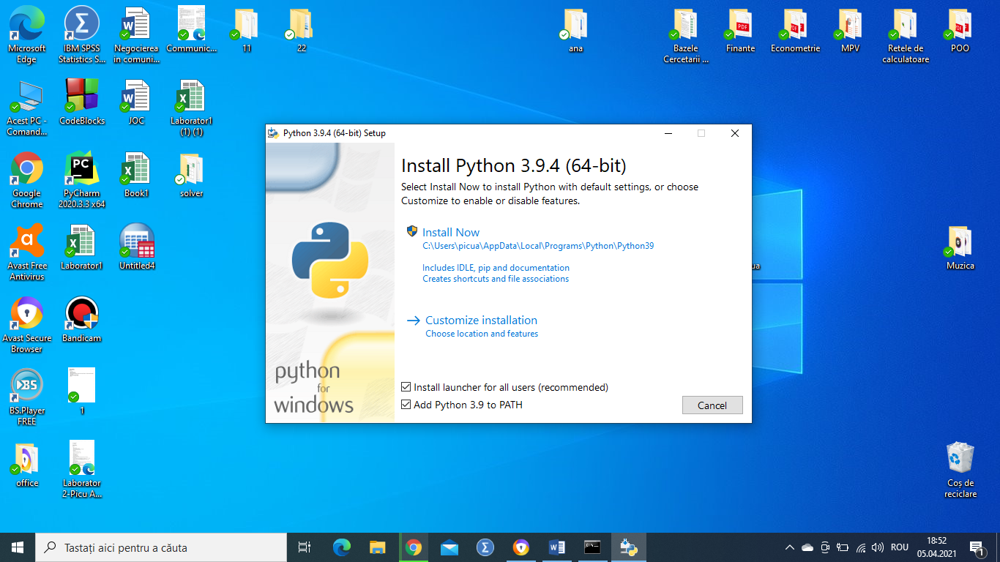 Microsoft
Edge
IBM SPSS
Statistics S...
Negocierea
in comuni...
Communic...
11
22
ana
Bazele
Cercetarii ...
Finante
Econometrie
MPV
Retele de
calculatoare
POO
Acest PC -
Comand...
CodeBlocks
JOC
Laborator1
(1) (1)
Google
Chrome
PyCharm
2020.3.3 x64
Book1
solver
Avast Free
Antivirus
Laborator1
Untitled4
Avast Secure
Browser
Bandicam
BS.Player
FREE
1
office
Laborator
2-Picu A...
Python 3.9.4 (64-bit) Setup
Install Python 3.9.4 (64-bit)
Select Install Now to install Python with default settings, or choose
Customize to enable or disable features.
Install Now
C:\Users\picua\AppData\Local\Programs\Python\Python39
Includes IDLE, pip and documentation
Creates shortcuts and file associations
Customize installation
Choose location and features
python
for
windows
Install launcher for all users (recommended)
Add Python 3.9 to PATH
Cancel
Muzica
Coș de
reciclare
Tastați aici pentru a căuta
ROU
18:52
05.04.2021
1